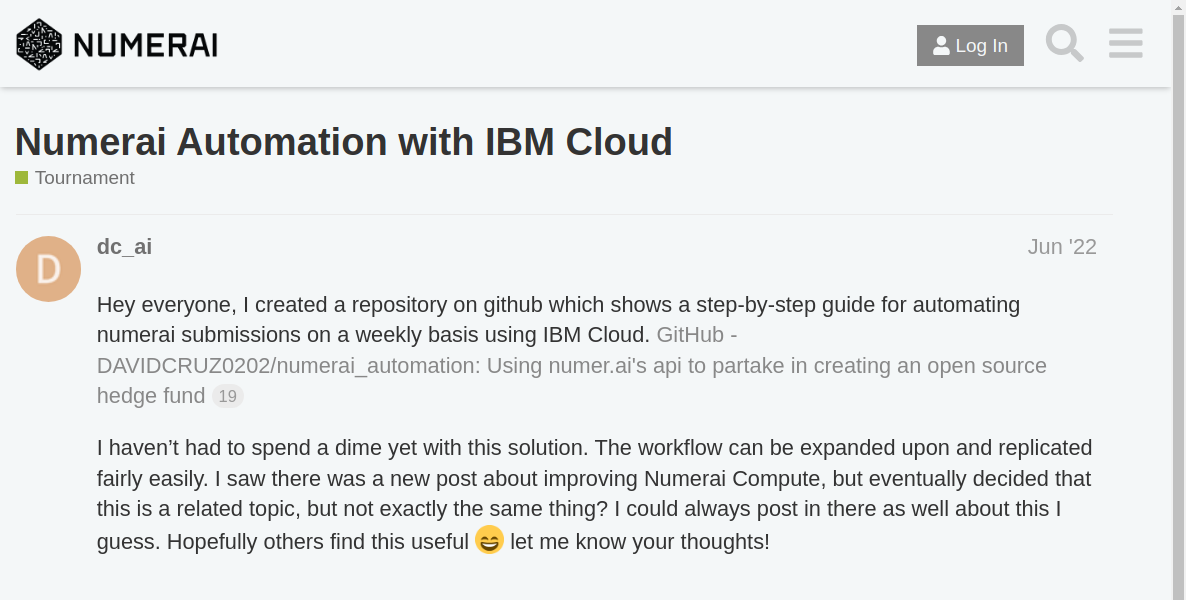 NUMERAI
Log In
Numerai Automation with IBM Cloud
Tournament
D
dc_ai
Jun '22
Hey everyone, I created a repository on github which shows a step-by-step guide for automating
numerai submissions on a weekly basis using IBM Cloud. GitHub -
DAVIDCRUZ0202/numerai_automation: Using numer.ai's api to partake in creating an open source
hedge fund 19
I haven’t had to spend a dime yet with this solution. The workflow can be expanded upon and replicated
fairly easily. I saw there was a new post about improving Numerai Compute, but eventually decided that
this is a related topic, but not exactly the same thing? I could always post in there as well about this I
guess. Hopefully others find this useful 😄 let me know your thoughts!